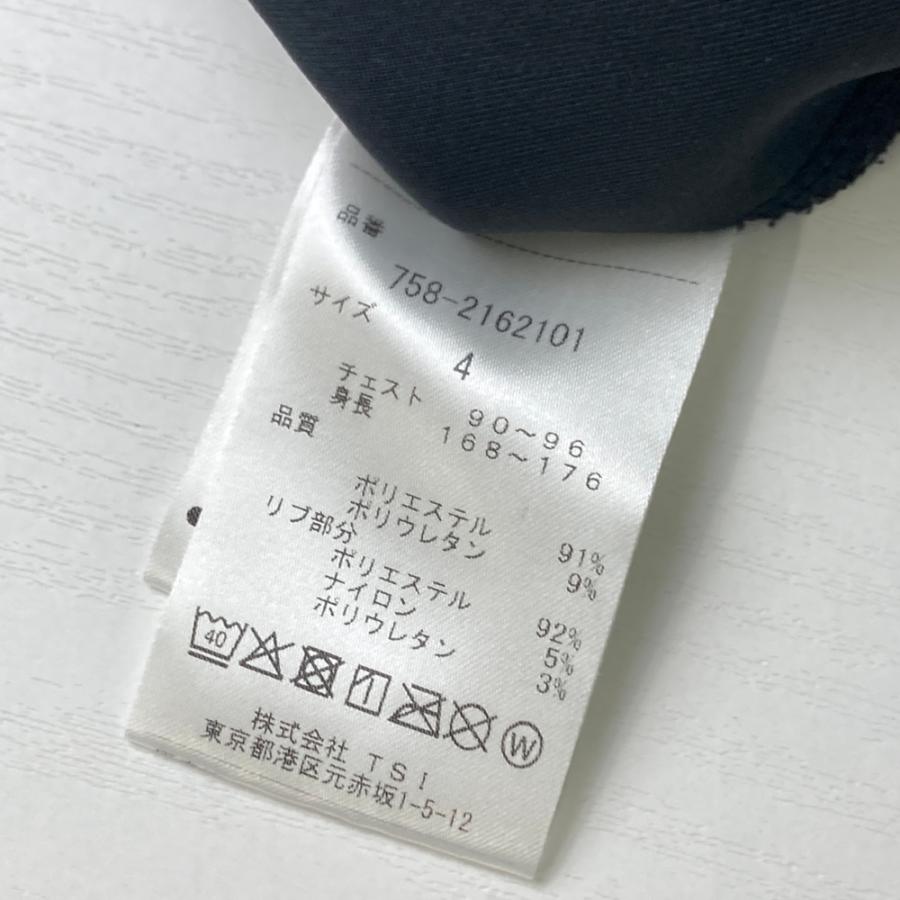 品番
758-2162101
サイズ
4
チェスト 90～96
身長 168～176
品質
ポリエステル 91%
ポリウレタン 9%
リブ部分
ポリエステル 92%
ナイロン 5%
ポリウレタン 3%
40 W
株式会社 TSI
東京都港区元赤坂1-5-12